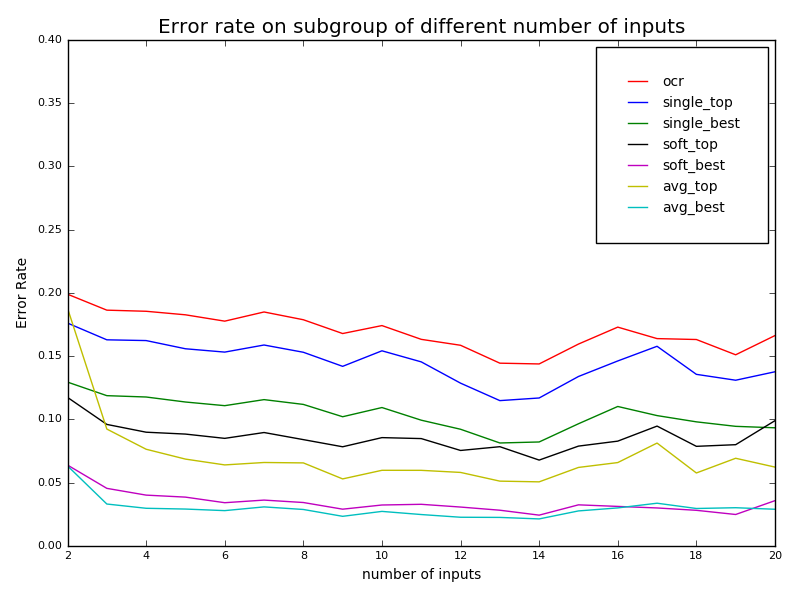 Error rate on subgroup of different number of inputs
0.40
0.35
0.30
0.25
0.20
0.15
0.10
0.05
0.00
Error Rate
ocr
single_top
single_best
soft_top
soft_best
avg_top
avg_best
2 4 6 8 10 12 14 16 18 20
number of inputs